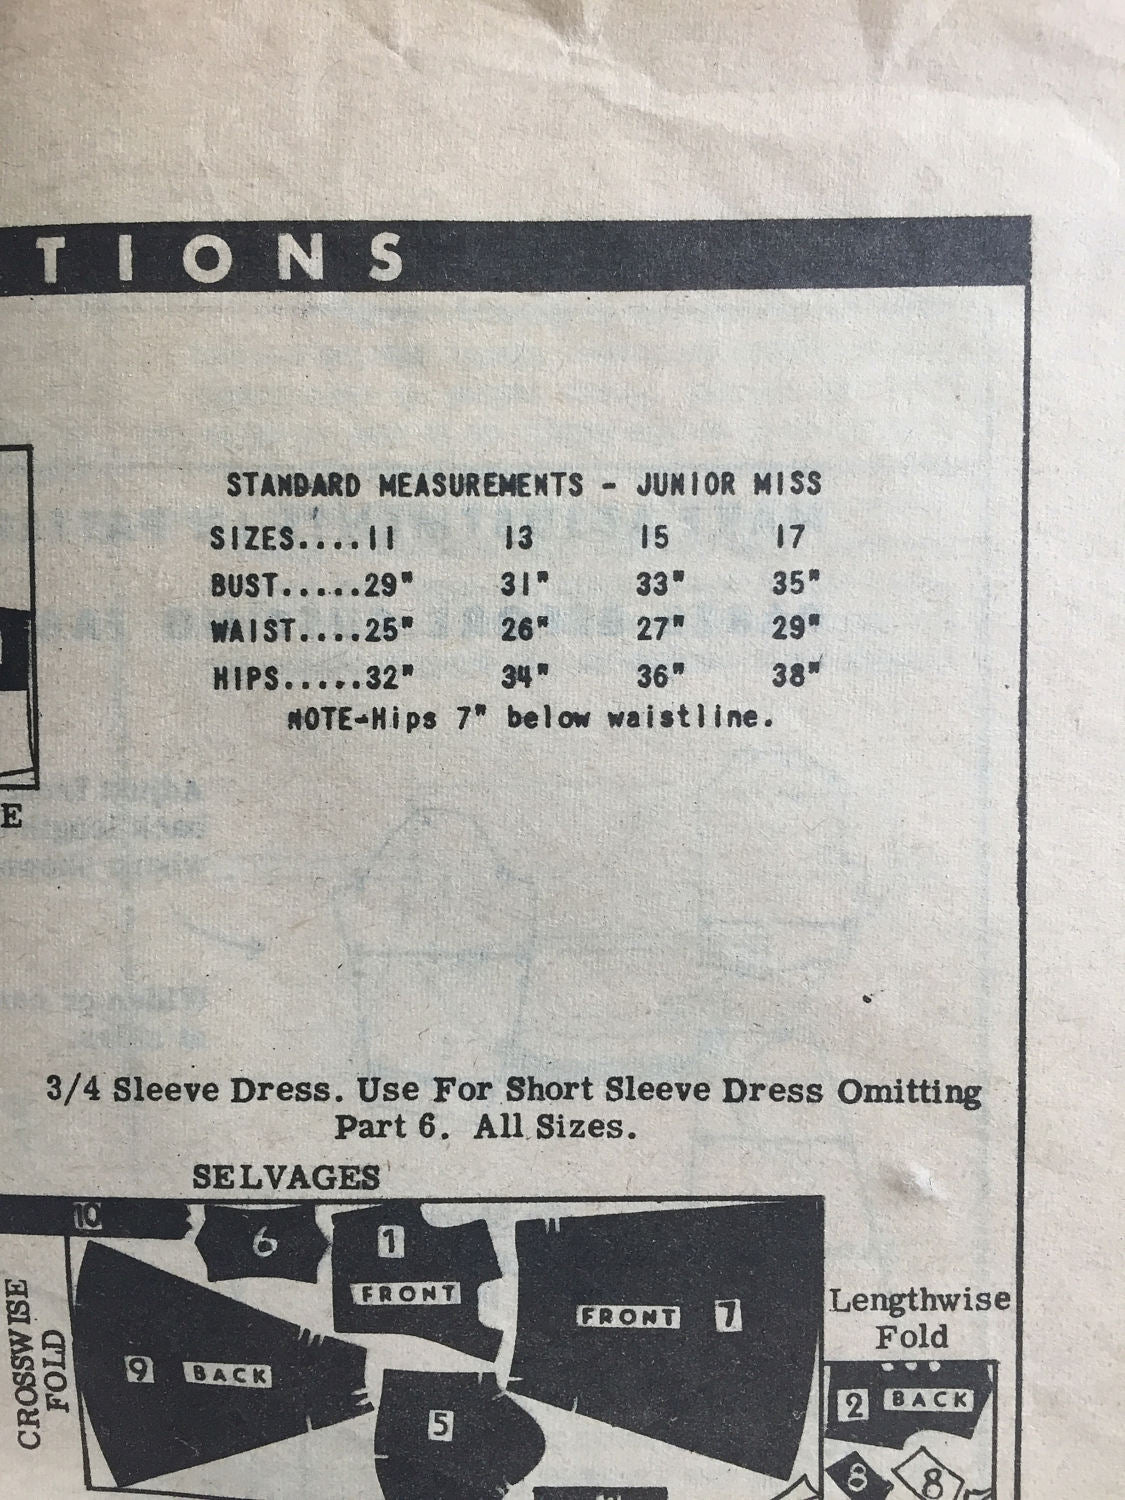 TIONS
STANDARD MEASUREMENTS - JUNIOR MISS
SIZES....11 13 15 17
BUST.....29" 31" 33" 35"
WAIST....25" 26" 27" 29"
HIPS.....32" 34" 36" 38"
NOTE-Hips 7" below waistline.
E
3/4 Sleeve Dress. Use For Short Sleeve Dress Omitting
Part 6. All Sizes.
SELVAGES
10
6
1
FRONT
FRONT 7
CROSSWISE
FOLD
9 BACK
5
Lengthwise
Fold
2 BACK
8
8